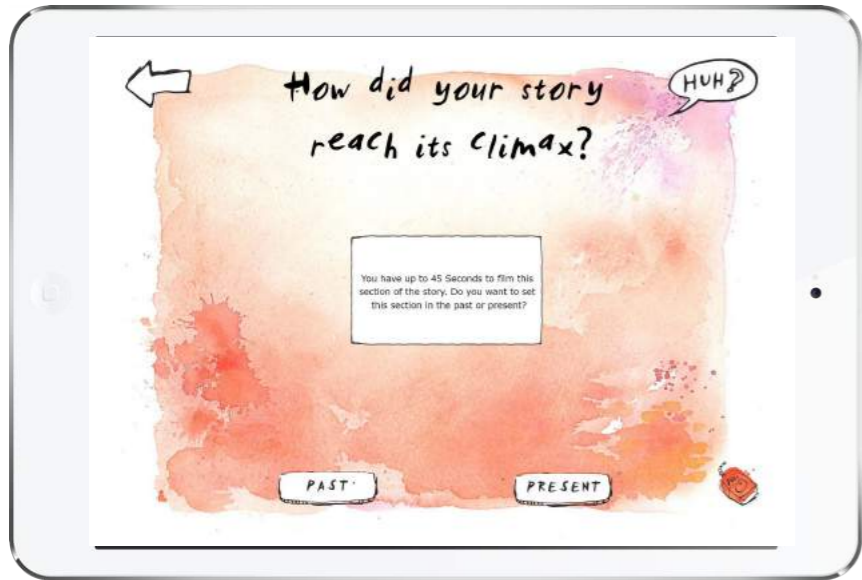 How did your story
HUH?
reach its climax?
You have up to 45 Seconds to film this
section of the story. Do you want to set
this section in the past or present?
PAST
PRESENT